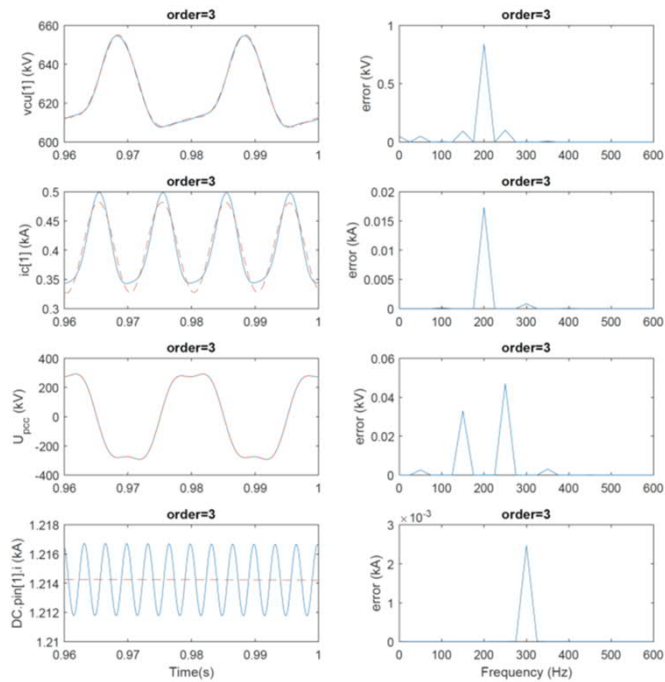 order=3
order=3
660
640
620
600
vcu[1] (kV)
0.96 0.97 0.98 0.99 1
1
0.5
0
error (kV)
0 100 200 300 400 500 600
order=3
order=3
0.5
0.45
0.4
0.35
0.3
ic[1] (kA)
0.96 0.97 0.98 0.99 1
0.02
0.015
0.01
0.005
0
error (kA)
0 100 200 300 400 500 600
order=3
order=3
400
200
0
-200
-400
Upcc (kV)
0.96 0.97 0.98 0.99 1
0.06
0.04
0.02
0
error (kV)
0 100 200 300 400 500 600
order=3
order=3
1.218
1.216
1.214
1.212
1.21
DC.pin[1].i (kA)
0.96 0.97 0.98 0.99 1
Time(s)
×10-3
3
2
1
0
error (kA)
0 100 200 300 400 500 600
Frequency (Hz)